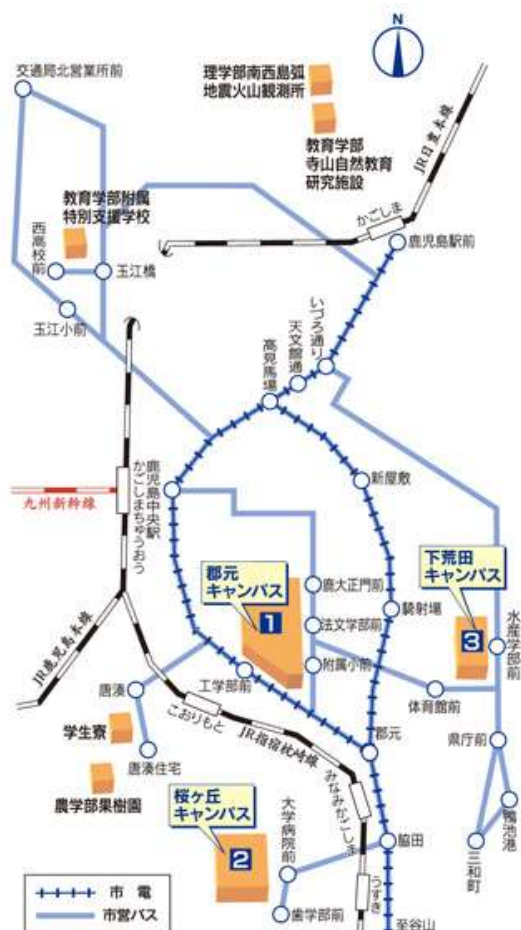 N
交通局北営業所前
理学部南西島弧
地震火山観測所
教育学部
寺山自然教育
研究施設
JR日豊本線
かごしま
鹿児島駅前
教育学部附属
特別支援学校
西高校前
玉江橋
玉江小前
いづろ通り
天文館通
高見馬場
鹿児島中央駅
かごしまちゅうおう
九州新幹線
新屋敷
郡元
キャンパス
1
鹿大正門前
法文学部前
附属小前
騎射場
下荒田
キャンパス
3
水産学部前
体育館前
県庁前
鴨池港
三和町
JR鹿児島本線
工学部前
唐湊
こおりもと
JR指宿枕崎線
郡元
学生寮
唐湊住宅
農学部果樹園
みなみかごしま
桜ヶ丘
キャンパス
2
大学病院前
脇田
うすき
歯学部前
至谷山
市 電
市営バス